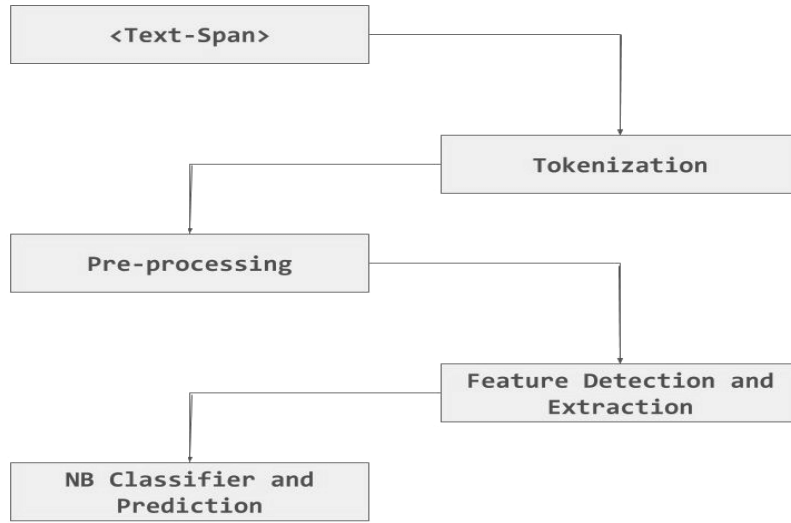 <Text-Span>
Tokenization
Pre-processing
Feature Detection and
Extraction
NB Classifier and
Prediction